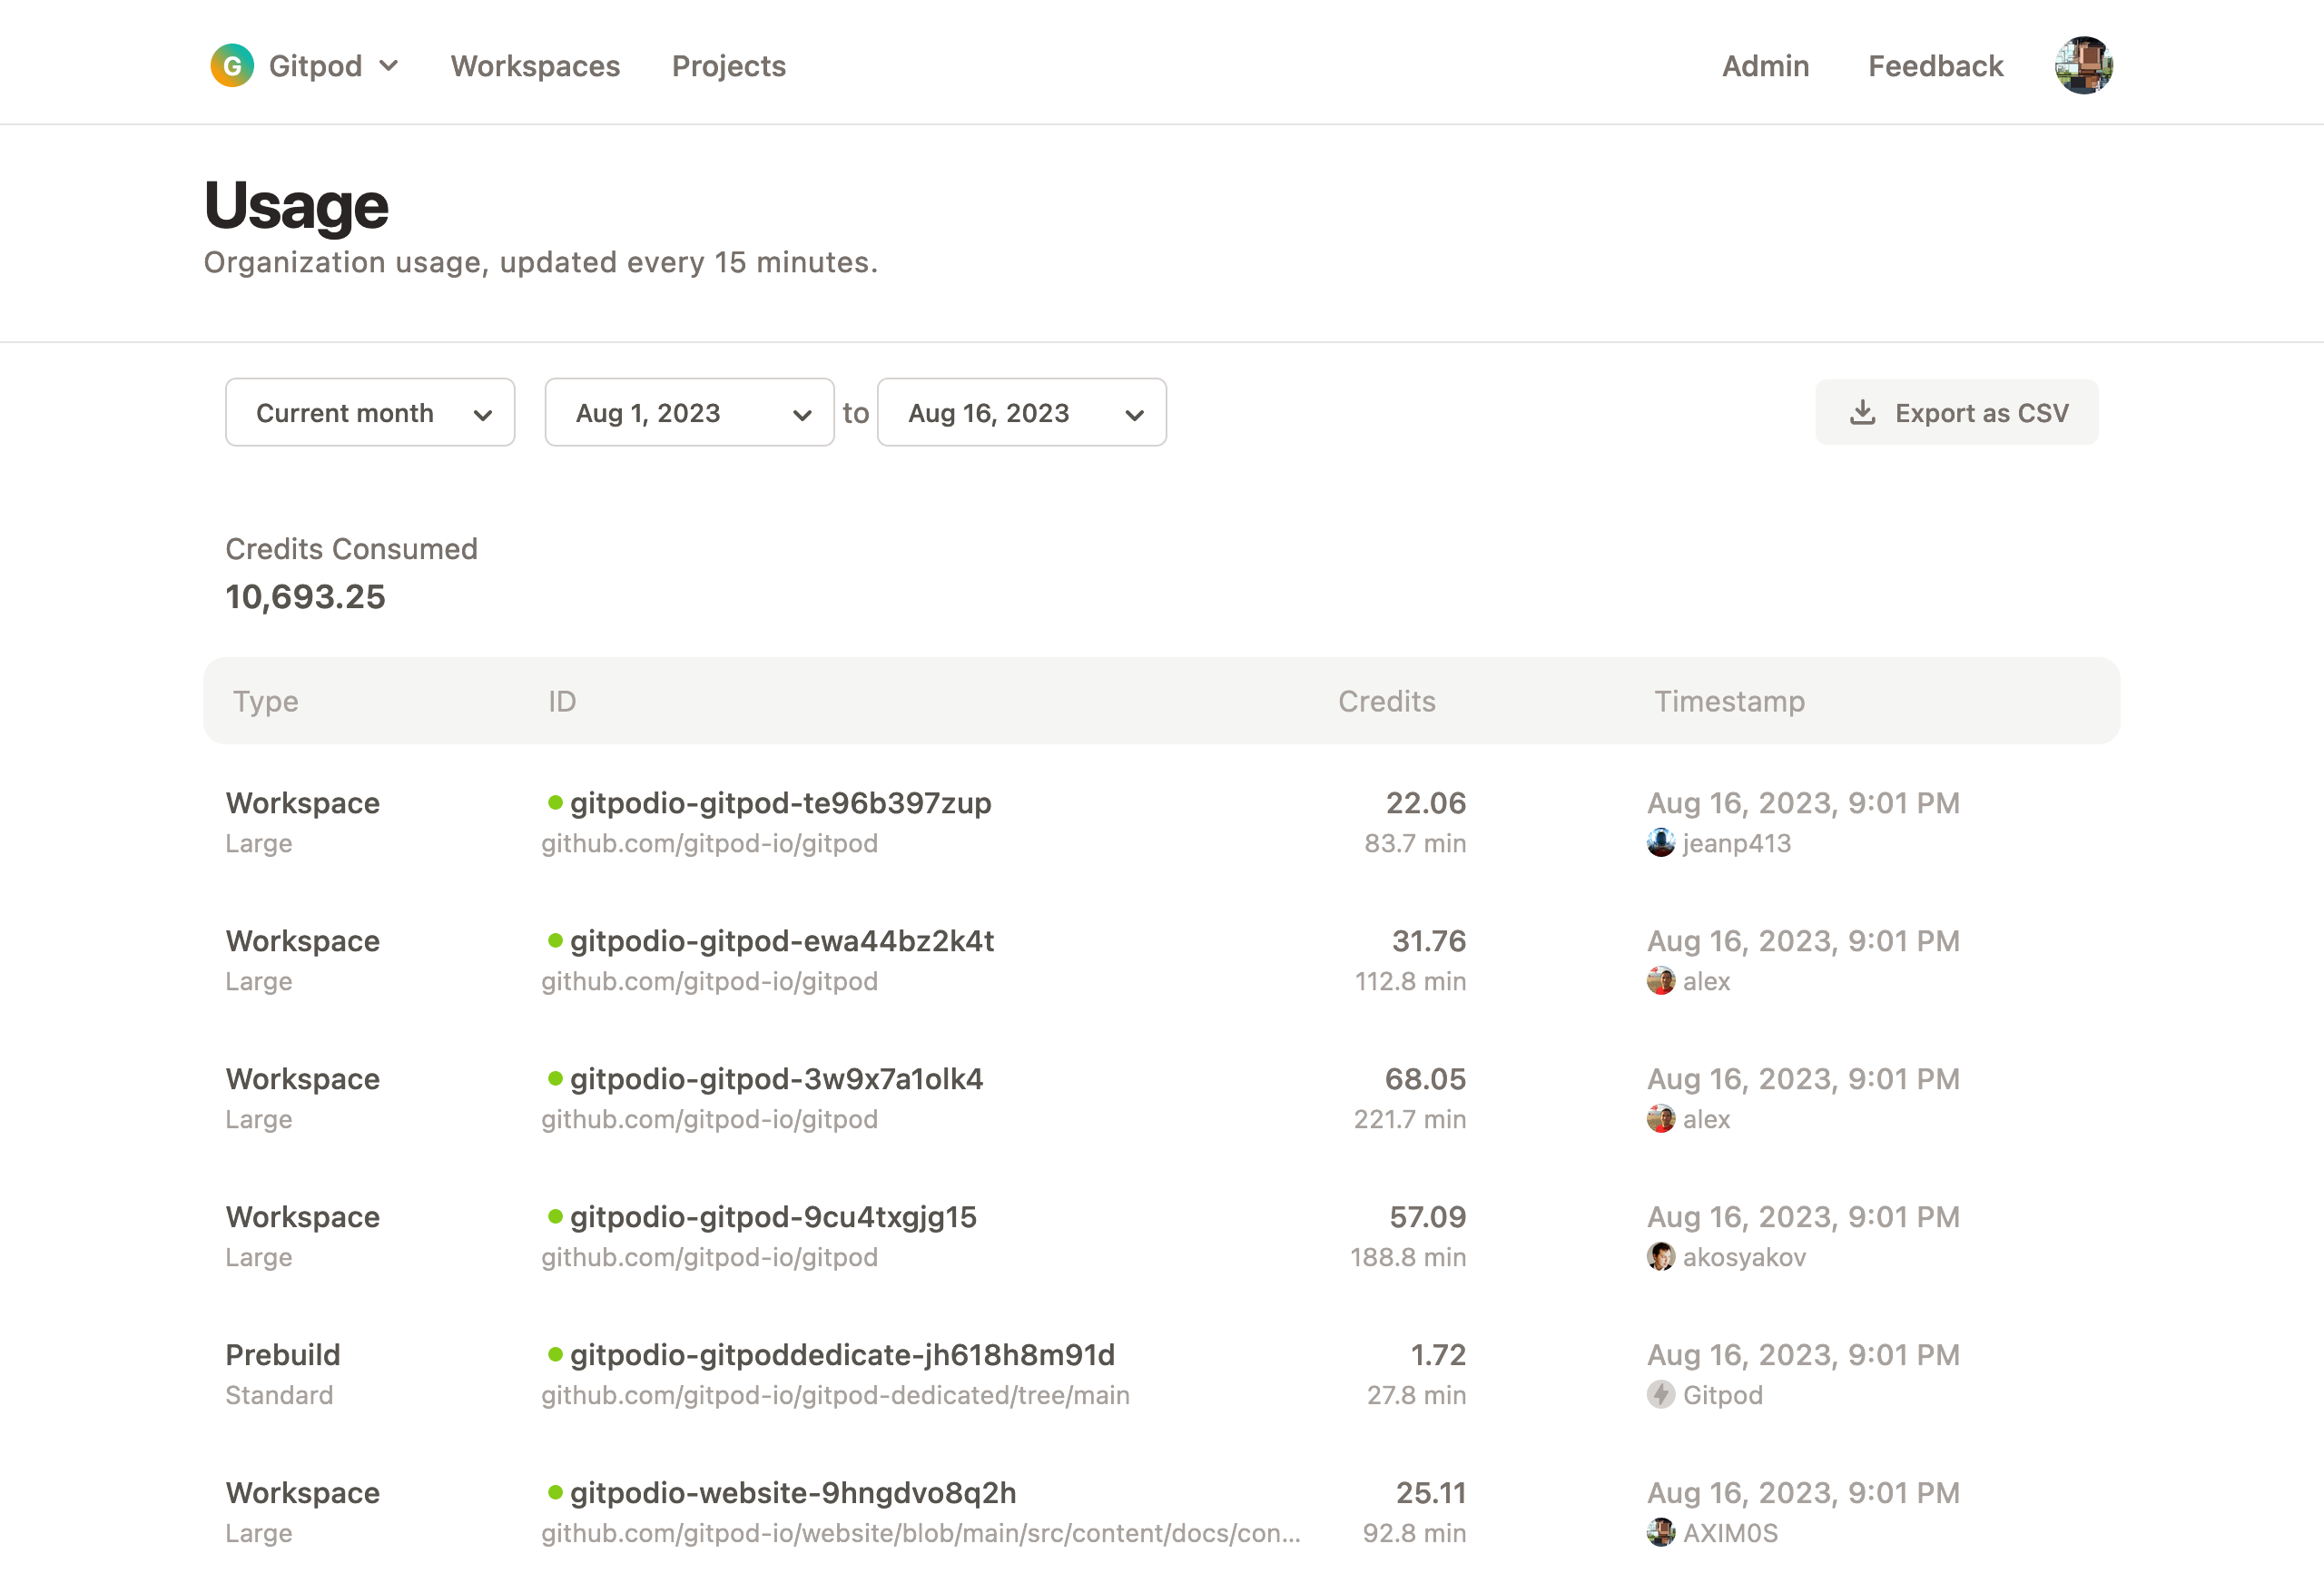 G Gitpod Workspaces Projects Admin Feedback
Usage
Organization usage, updated every 15 minutes.
Current month Aug 1, 2023 to Aug 16, 2023 Export as CSV
Credits Consumed
10,693.25
Type ID Credits Timestamp
Workspace gitpodio-gitpod-te96b397zup 22.06 Aug 16, 2023, 9:01 PM
Large github.com/gitpod-io/gitpod 83.7 min jeanp413
Workspace gitpodio-gitpod-ewa44bz2k4t 31.76 Aug 16, 2023, 9:01 PM
Large github.com/gitpod-io/gitpod 112.8 min alex
Workspace gitpodio-gitpod-3w9x7a1olk4 68.05 Aug 16, 2023, 9:01 PM
Large github.com/gitpod-io/gitpod 221.7 min alex
Workspace gitpodio-gitpod-9cu4txgjg15 57.09 Aug 16, 2023, 9:01 PM
Large github.com/gitpod-io/gitpod 188.8 min akosyakov
Prebuild gitpodio-gitpoddedicate-jh618h8m91d 1.72 Aug 16, 2023, 9:01 PM
Standard github.com/gitpod-io/gitpod-dedicated/tree/main 27.8 min Gitpod
Workspace gitpodio-website-9hngdvo8q2h 25.11 Aug 16, 2023, 9:01 PM
Large github.com/gitpod-io/website/blob/main/src/content/docs/con... 92.8 min AXIM0S